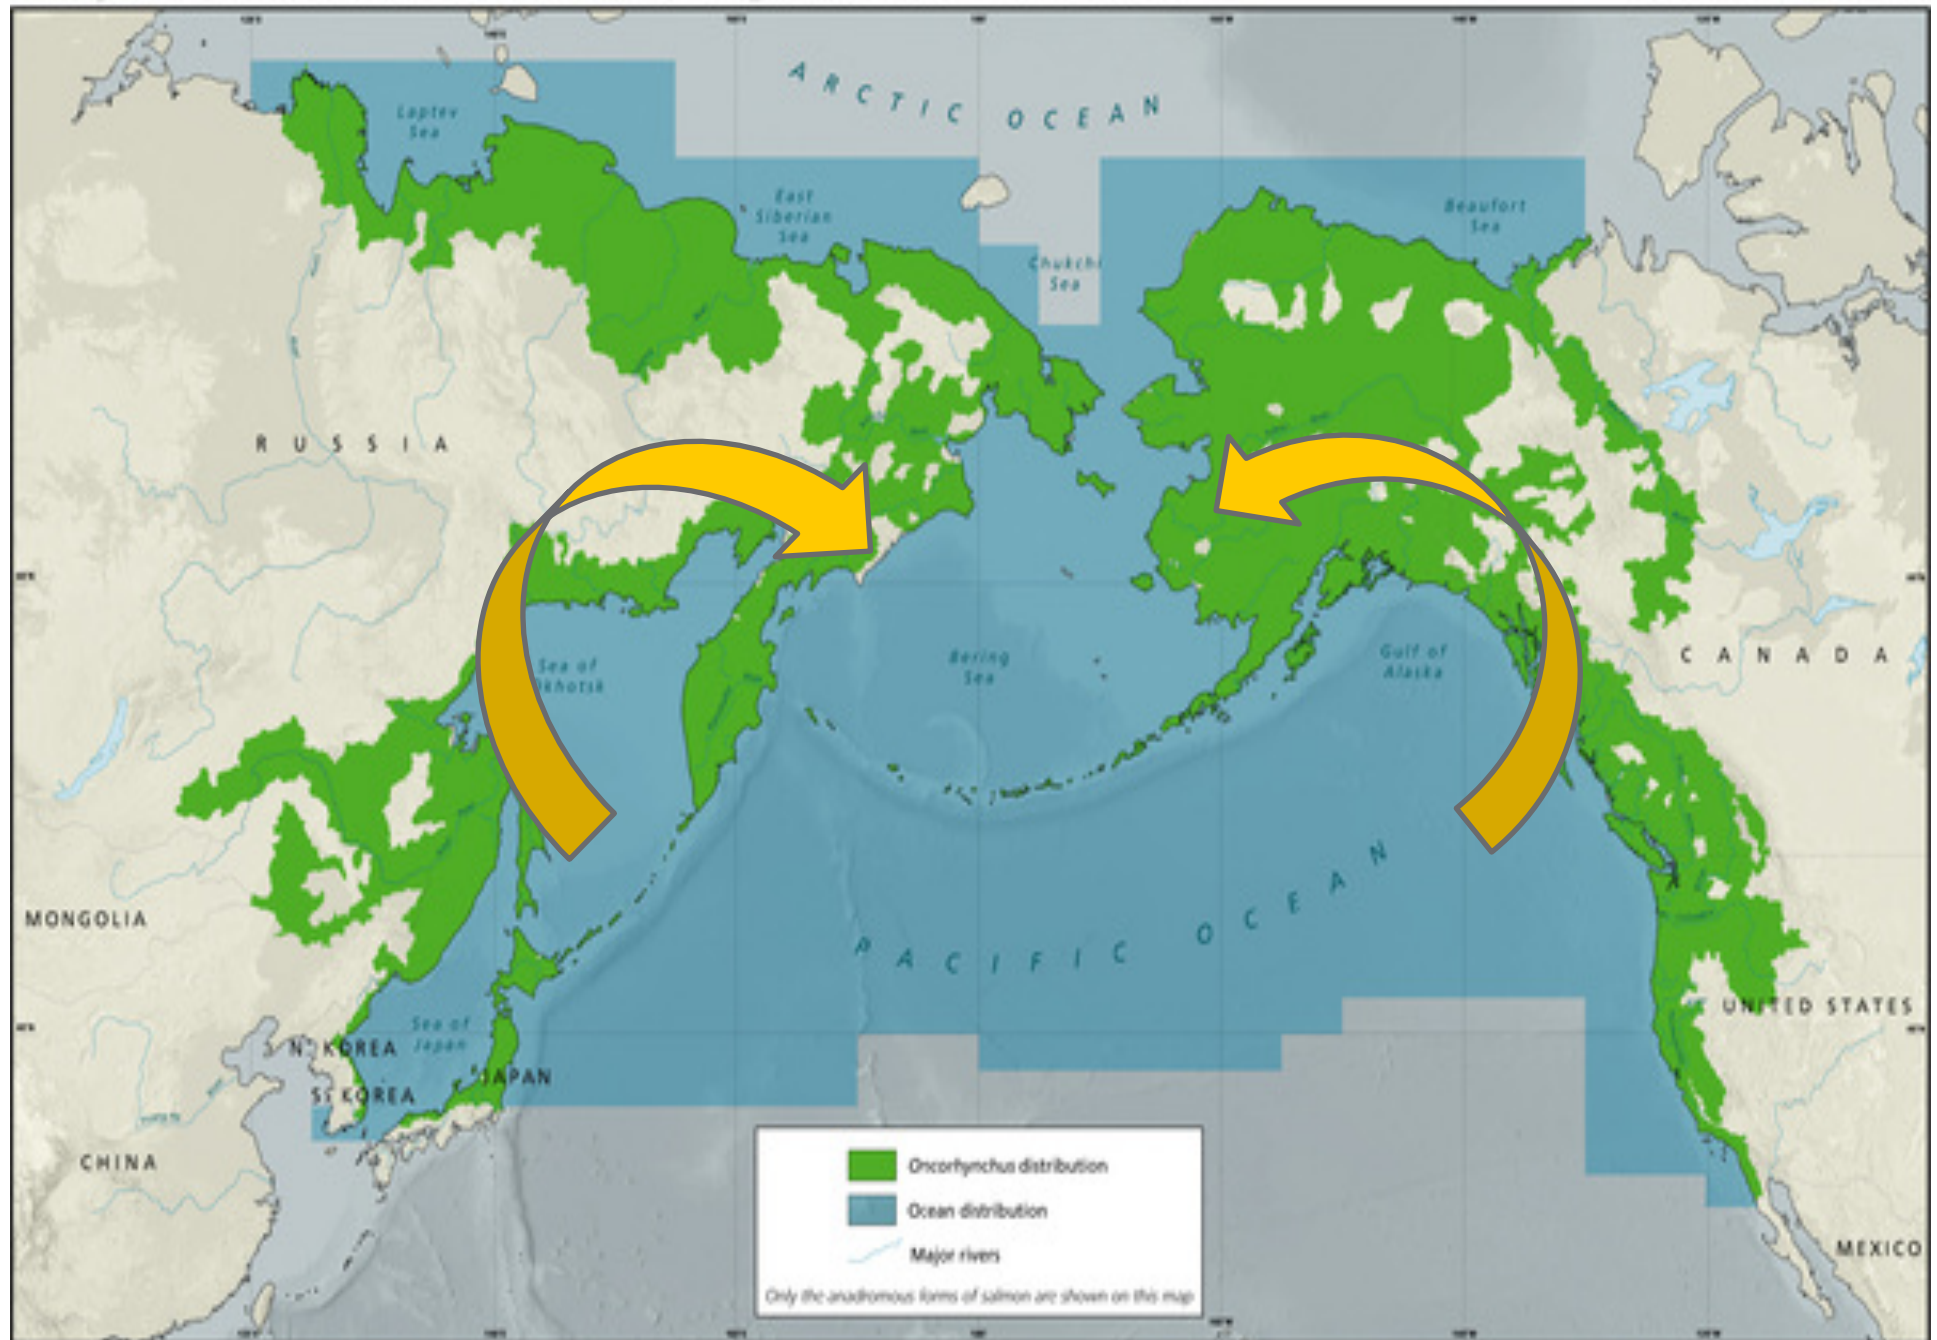 ARCTIC OCEAN
Laptev
Sea
East
Siberian
Sea
Beaufort
Sea
Chukchi
Sea
RUSSIA
Sea of
Okhotsk
Bering
Sea
Gulf of
Alaska
CANADA
MONGOLIA
PACIFIC OCEAN
UNITED STATES
Sea of
Japan
N. KOREA
JAPAN
S. KOREA
CHINA
MEXICO
Oncorhynchus distribution
Ocean distribution
Major rivers
Only the anadromous forms of salmon are shown on this map